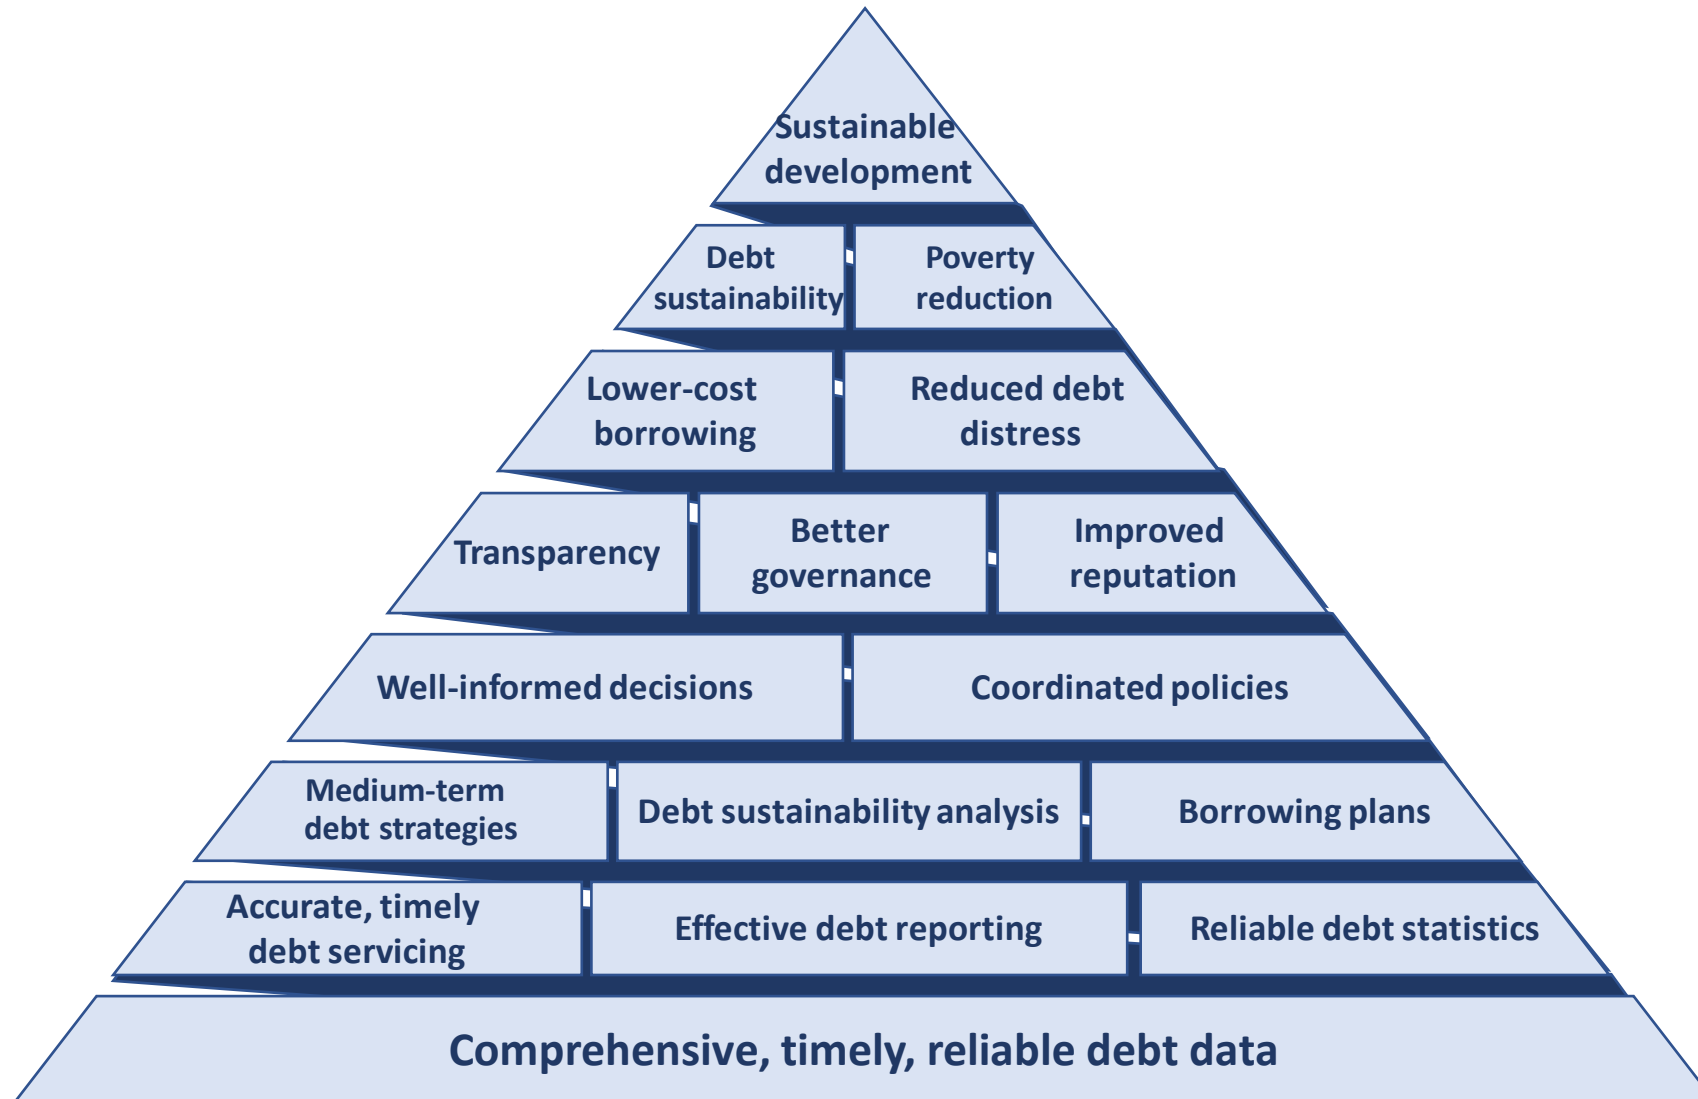 Sustainable
development
Debt
sustainability
Poverty
reduction
Lower-cost
borrowing
Reduced debt
distress
Transparency
Better
governance
Improved
reputation
Well-informed decisions
Coordinated policies
Medium-term
debt strategies
Debt sustainability analysis
Borrowing plans
Accurate, timely
debt servicing
Effective debt reporting
Reliable debt statistics
Comprehensive, timely, reliable debt data